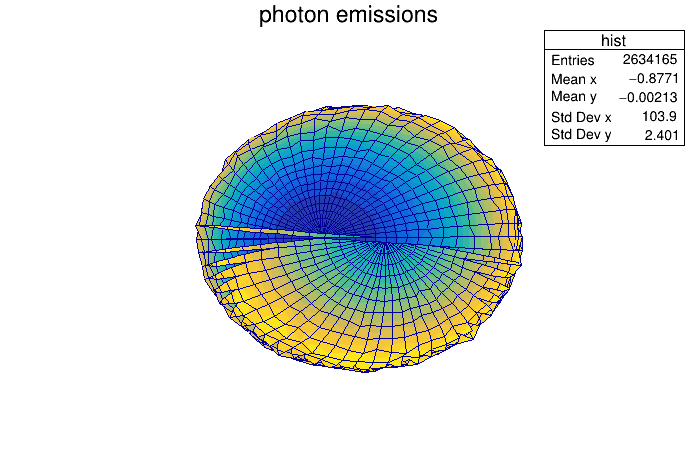 photon emissions
hist
Entries 2634165
Mean x −0.8771
Mean y −0.00213
Std Dev x 103.9
Std Dev y 2.401